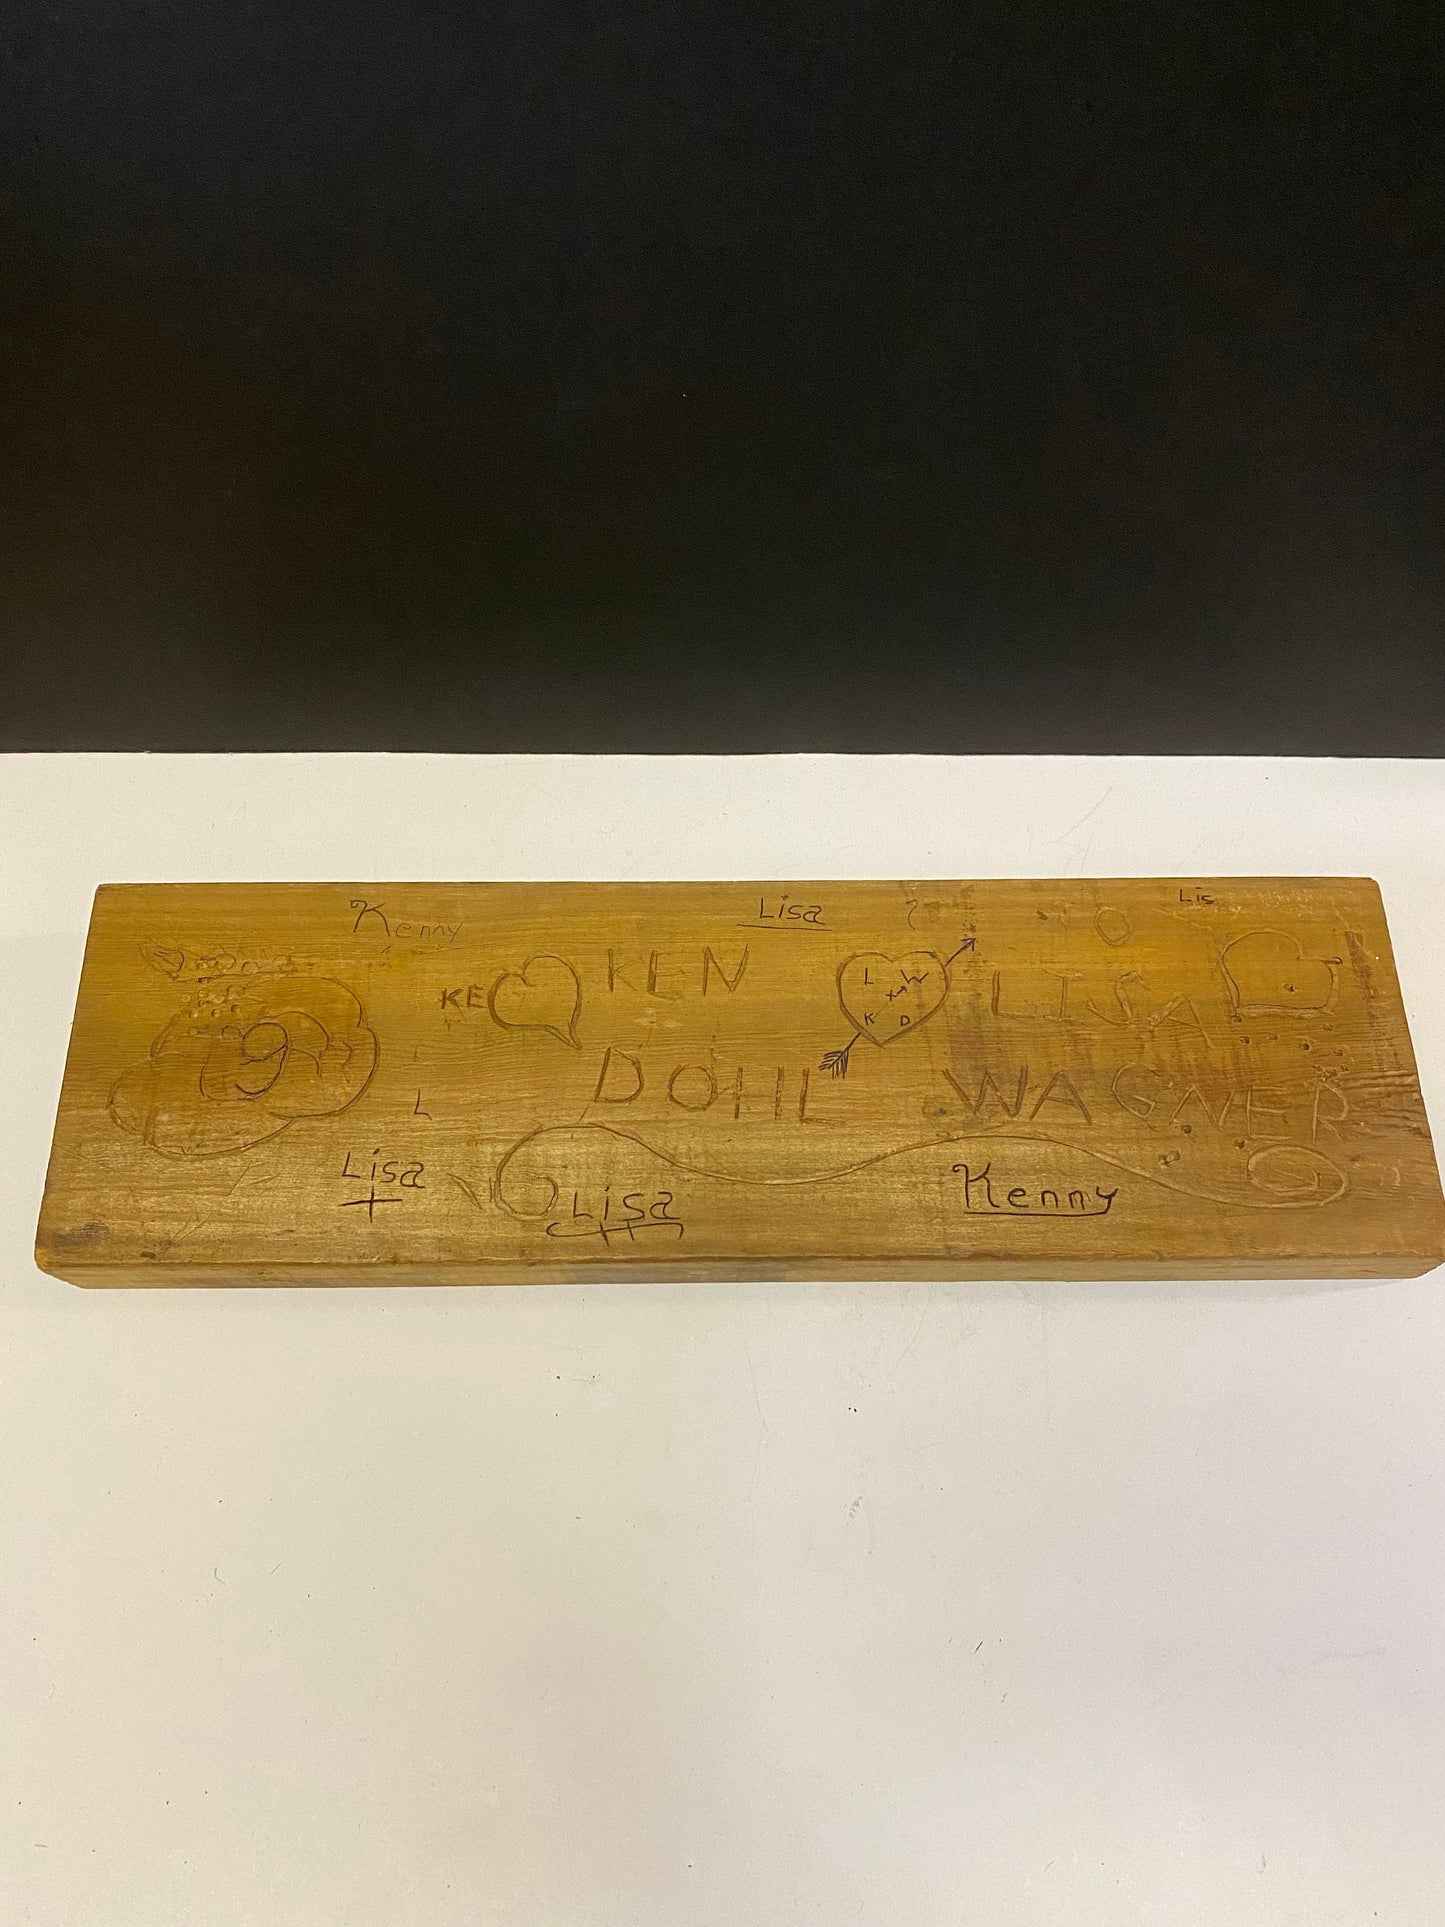 Kenny
Lisa
Lis
KE
KEN
DOHL
L + W
K D
LISA
WAGNER
L
Lisa
+
Lisa
Kenny